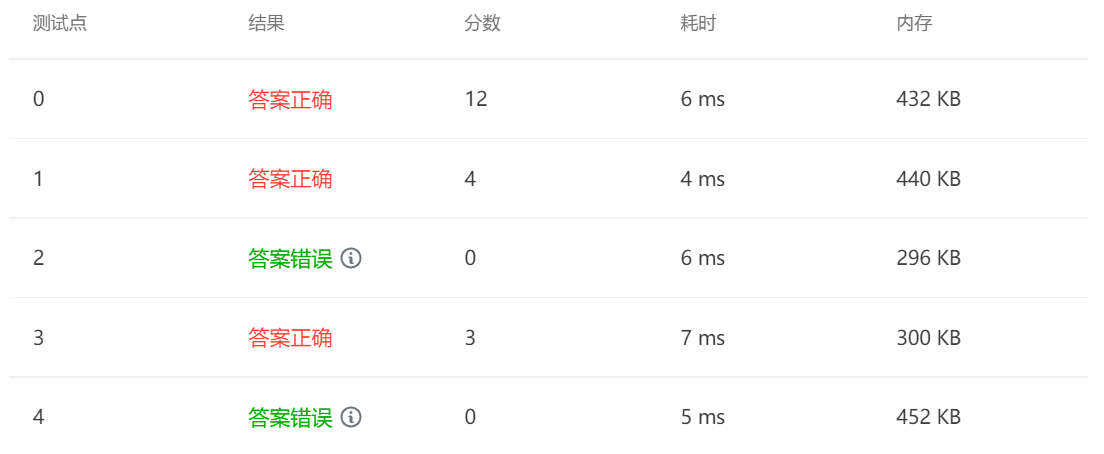 测试点 结果 分数 耗时 内存
0 答案正确 12 6 ms 432 KB
1 答案正确 4 4 ms 440 KB
2 答案错误 0 6 ms 296 KB
3 答案正确 3 7 ms 300 KB
4 答案错误 0 5 ms 452 KB